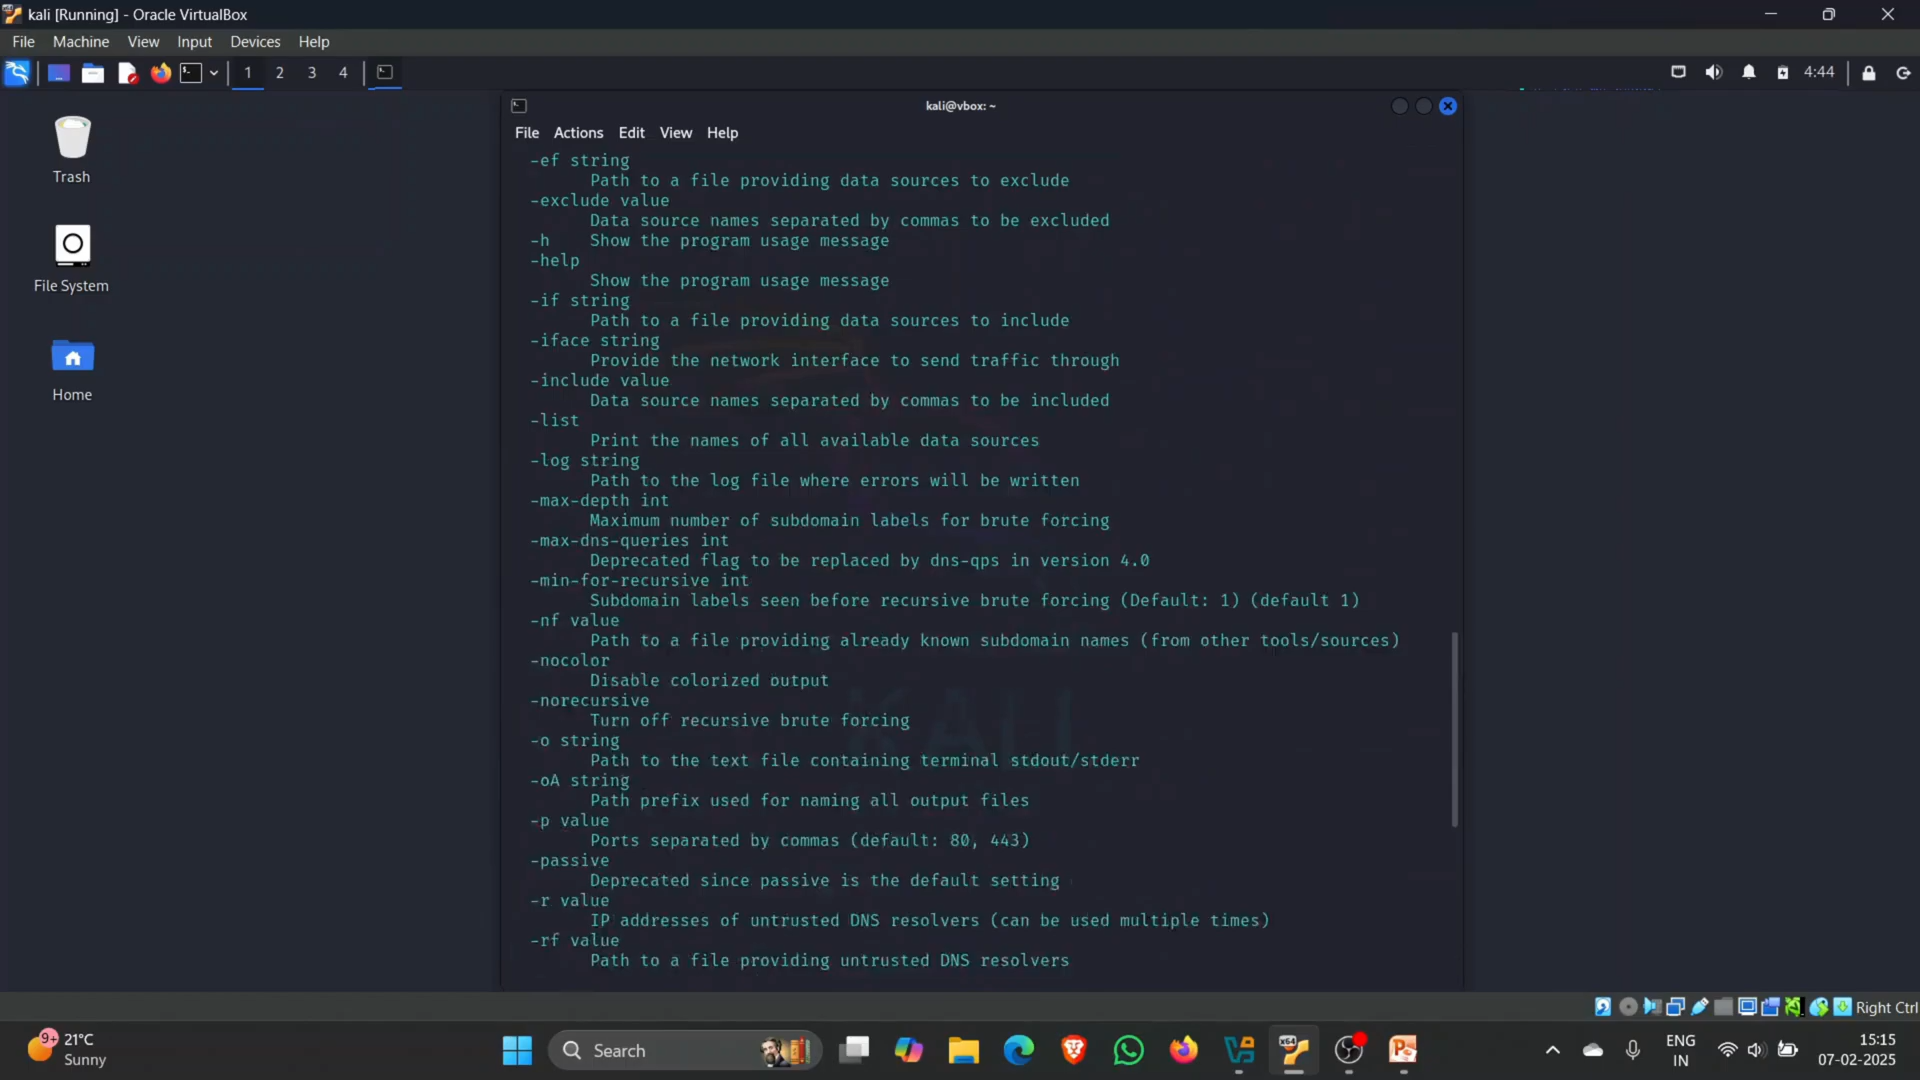 kali [Running] - Oracle VirtualBox
File Machine View Input Devices Help
1 2 3 4
4:44
Trash
File System
Home
kali@vbox: ~
File Actions Edit View Help
-ef string
Path to a file providing data sources to exclude
-exclude value
Data source names separated by commas to be excluded
-h Show the program usage message
-help
Show the program usage message
-if string
Path to a file providing data sources to include
-iface string
Provide the network interface to send traffic through
-include value
Data source names separated by commas to be included
-list
Print the names of all available data sources
-log string
Path to the log file where errors will be written
-max-depth int
Maximum number of subdomain labels for brute forcing
-max-dns-queries int
Deprecated flag to be replaced by dns-qps in version 4.0
-min-for-recursive int
Subdomain labels seen before recursive brute forcing (Default: 1) (default 1)
-nf value
Path to a file providing already known subdomain names (from other tools/sources)
-nocolor
Disable colorized output
-norecursive
Turn off recursive brute forcing
-o string
Path to the text file containing terminal stdout/stderr
-oA string
Path prefix used for naming all output files
-p value
Ports separated by commas (default: 80, 443)
-passive
Deprecated since passive is the default setting
-r value
IP addresses of untrusted DNS resolvers (can be used multiple times)
-rf value
Path to a file providing untrusted DNS resolvers
KALI
Right Ctrl
9+
21°C
Sunny
Search
X64
ENG
IN
15:15
07-02-2025